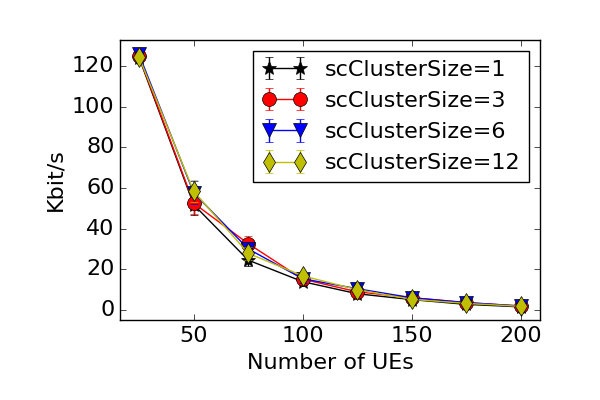 120
100
80
60
40
20
0
Kbit/s
scClusterSize=1
scClusterSize=3
scClusterSize=6
scClusterSize=12
50
100
150
200
Number of UEs